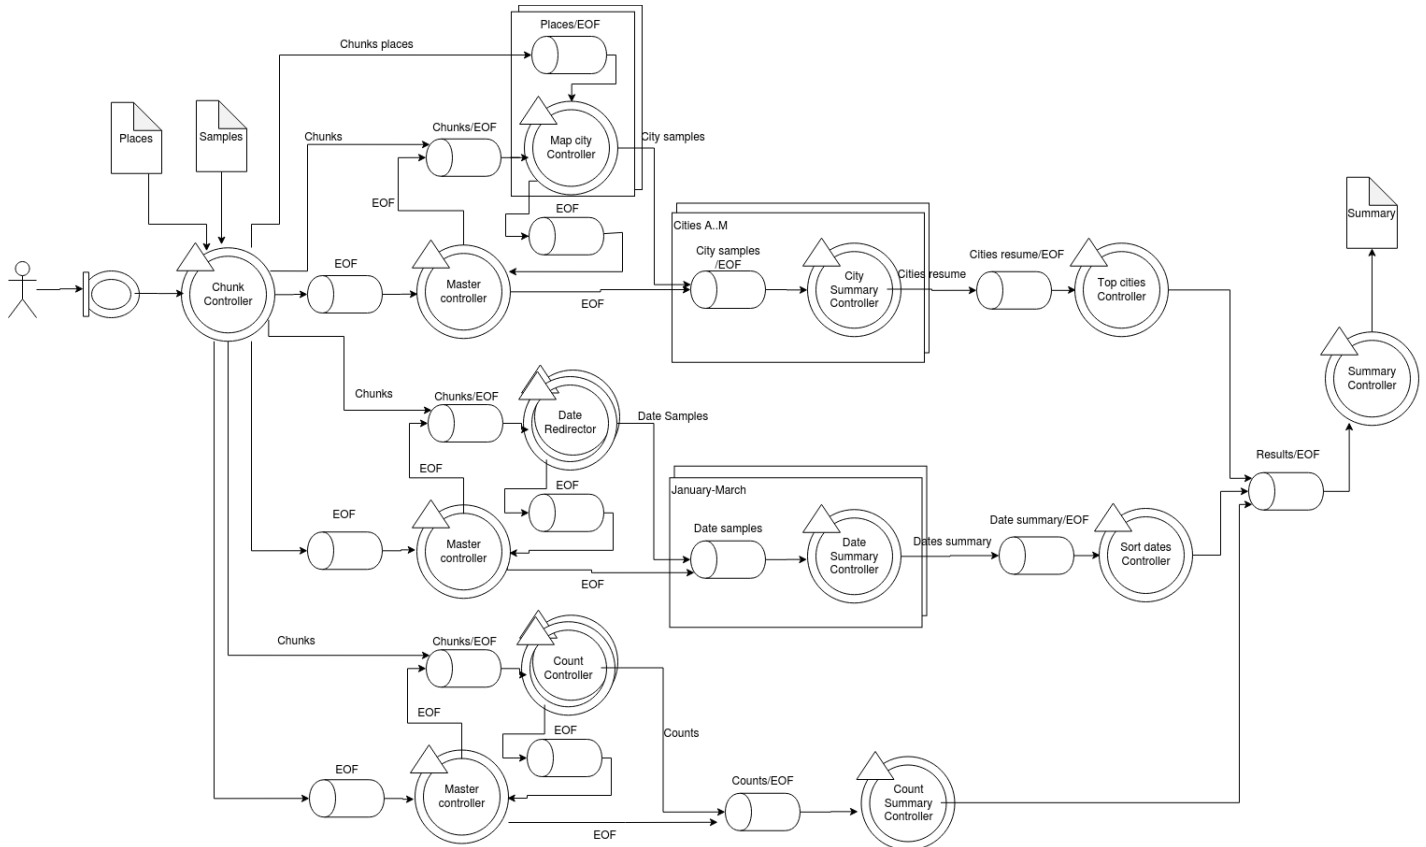 Places/EOF
Chunks places
Places
Samples
Chunks
Chunks/EOF
Map city
Controller
City samples
EOF
EOF
Summary
Cities A..M
City samples
/EOF
Cities resume/EOF
EOF
Chunk
Controller
Master
controller
City
Summary
Controller
Cities resume
Top cities
Controller
EOF
Summary
Controller
Chunks
Chunks/EOF
Date
Redirector
Date Samples
EOF
EOF
Results/EOF
January-March
EOF
Date samples
Date summary/EOF
Master
controller
Date
Summary
Controller
Dates summary
Sort dates
Controller
EOF
Chunks
Chunks/EOF
Count
Controller
EOF
EOF
Counts
EOF
Master
controller
Counts/EOF
Count
Summary
Controller
EOF